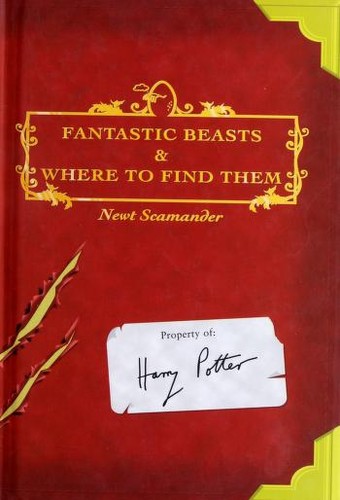 FANTASTIC BEASTS
&
WHERE TO FIND THEM
Newt Scamander
Property of:
Harry Potter